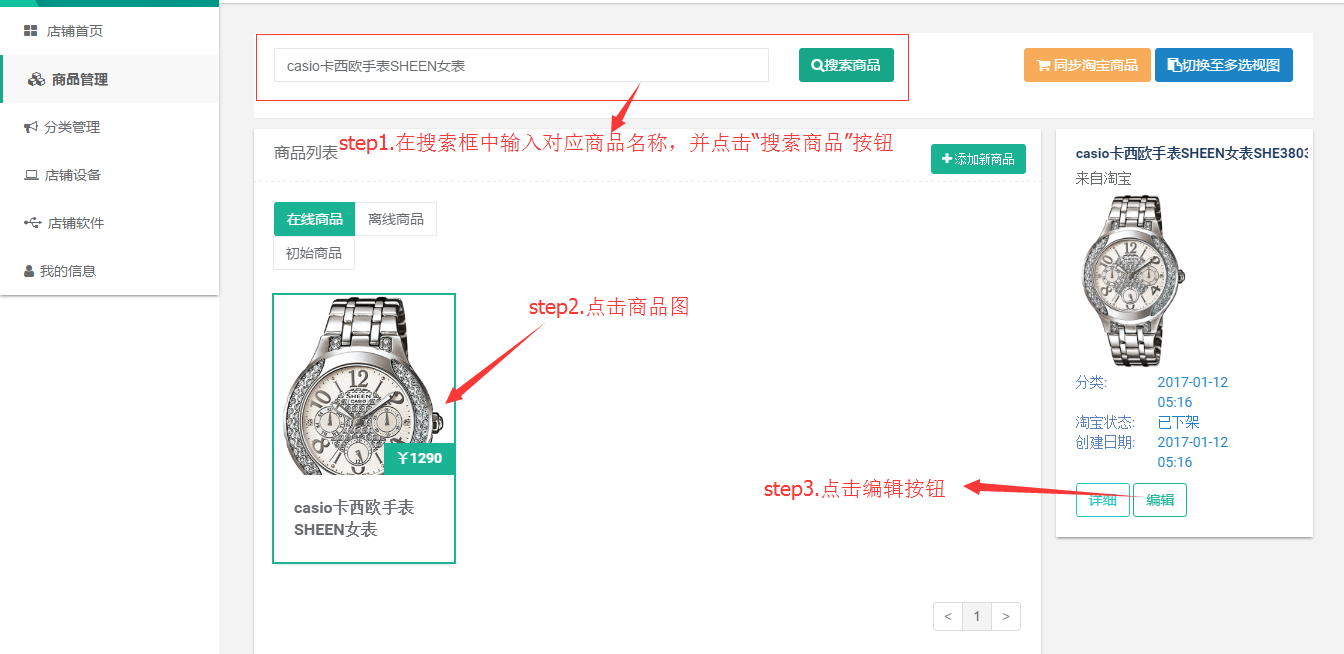 店铺首页
商品管理
分类管理
店铺设备
店铺软件
我的信息
casio卡西欧手表SHEEN女表
搜索商品
同步淘宝商品
切换至多选视图
step1.在搜索框中输入对应商品名称，并点击“搜索商品”按钮
商品列表
添加新商品
在线商品
离线商品
初始商品
step2.点击商品图
12
SHEEN
CASIO
￥1290
casio卡西欧手表
SHEEN女表
< 1 >
casio卡西欧手表SHEEN女表SHE3803
来自淘宝
12
分类: 2017-01-12
05:16
淘宝状态: 已下架
创建日期: 2017-01-12
05:16
step3.点击编辑按钮
详细
编辑